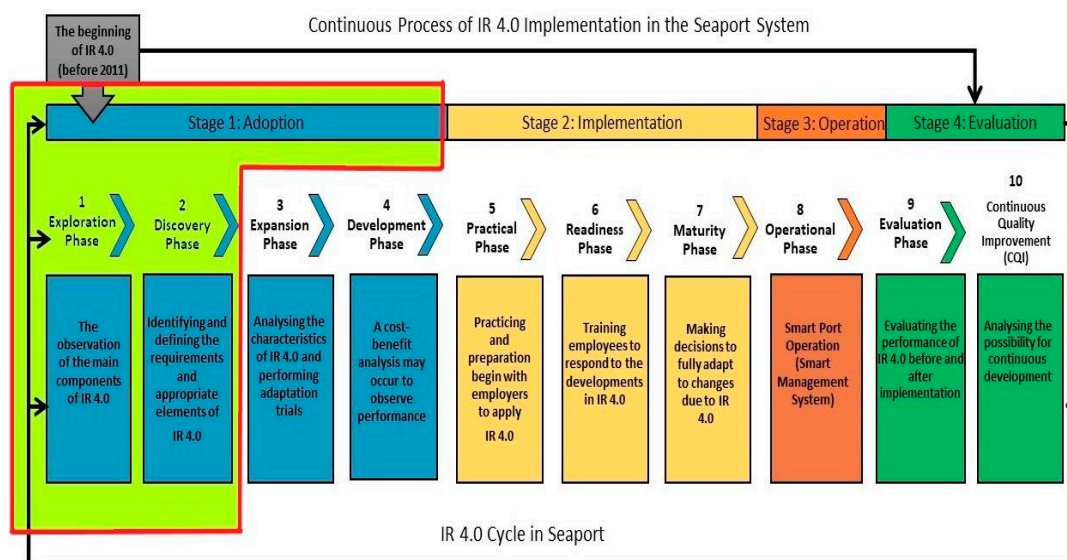 The beginning
of IR 4.0
(before 2011)
Continuous Process of IR 4.0 Implementation in the Seaport System
Stage 1: Adoption
Stage 2: Implementation
Stage 3: Operation
Stage 4: Evaluation
1
Exploration
Phase
2
Discovery
Phase
3
Expansion
Phase
4
Development
Phase
5
Practical
Phase
6
Readiness
Phase
7
Maturity
Phase
8
Operational
Phase
9
Evaluation
Phase
10
Continuous
Quality
Improvement
(CQI)
The
observation
of the main
components
of IR 4.0
Identifying and
defining the
requirements
and
appropriate
elements of
IR 4.0
Analysing the
characteristics
of IR 4.0 and
performing
adaptation
trials
A cost-
benefit
analysis may
occur to
observe
performance
Practicing
and
preparation
begin with
employers to
apply
IR 4.0
Training
employees to
respond to the
developments
in IR 4.0
Making
decisions to
fully adapt
to changes
due to IR
4.0
Smart Port
Operation
(Smart
Management
System)
Evaluating the
performance of
IR 4.0 before and
after
implementation
Analysing the
possibility for
continuous
development
IR 4.0 Cycle in Seaport